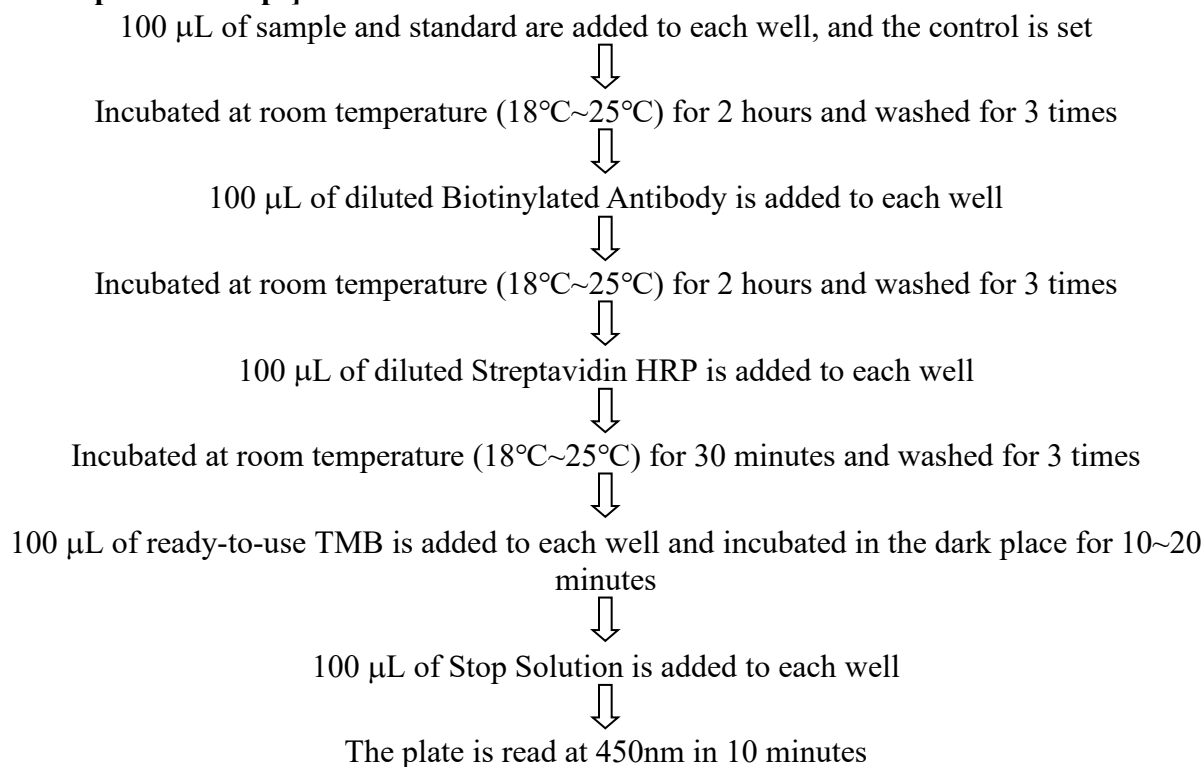 100 μL of sample and standard are added to each well, and the control is set
Incubated at room temperature (18℃~25℃) for 2 hours and washed for 3 times
100 μL of diluted Biotinylated Antibody is added to each well
Incubated at room temperature (18℃~25℃) for 2 hours and washed for 3 times
100 μL of diluted Streptavidin HRP is added to each well
Incubated at room temperature (18℃~25℃) for 30 minutes and washed for 3 times
100 μL of ready-to-use TMB is added to each well and incubated in the dark place for 10~20
minutes
100 μL of Stop Solution is added to each well
The plate is read at 450nm in 10 minutes